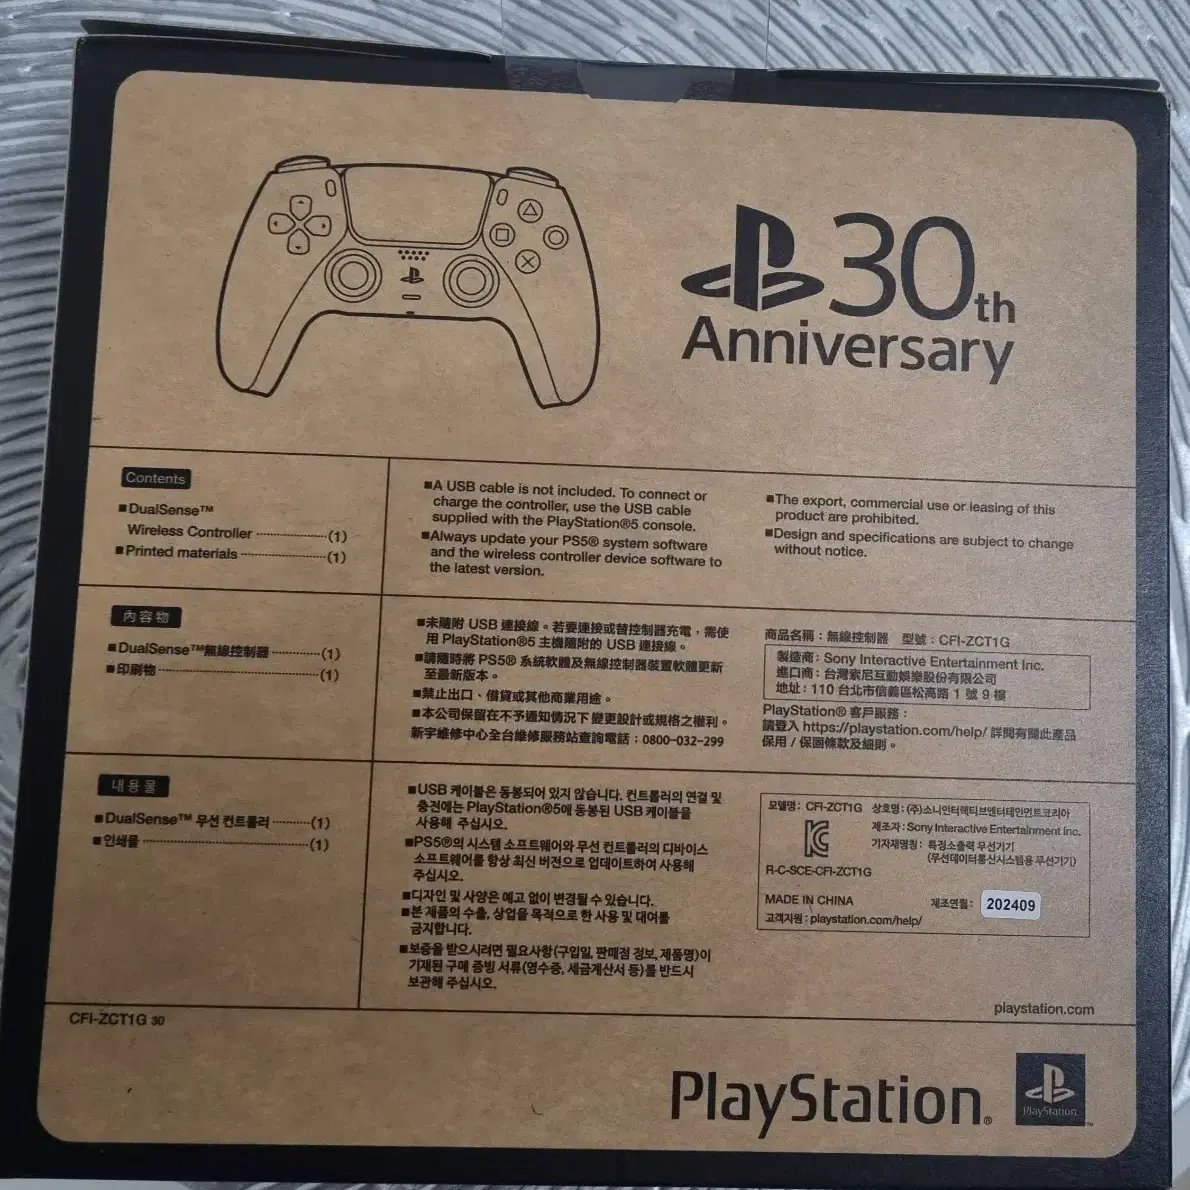 30th
Anniversary
Contents
■DualSense™
Wireless Controller ⋯⋯⋯⋯(1)
■Printed materials ⋯⋯⋯⋯(1)
■A USB cable is not included. To connect or
charge the controller, use the USB cable
supplied with the PlayStation®5 console.
■Always update your PS5® system software
and the wireless controller device software to
the latest version.
■The export, commercial use or leasing of this
product are prohibited.
■Design and specifications are subject to change
without notice.
內容物
■DualSense™無線控制器 ⋯⋯⋯(1)
■印刷物 ⋯⋯⋯⋯(1)
■未隨附 USB 連接線。若要連接或替控制器充電,需使
用 PlayStation®5 主機隨附的 USB 連接線。
■請隨時將 PS5® 系統軟體及無線控制器裝置軟體更新
至最新版本。
■禁止出口、借貸或其他商業用途。
■本公司保留在不予通知情況下變更設計或規格之權利。
新宇維修中心全台維修服務站查詢電話:0800-032-299
商品名稱:無線控制器 型號:CFI-ZCT1G
製造商:Sony Interactive Entertainment Inc.
進口商:台灣索尼互動娛樂股份有限公司
地址:110 台北市信義區松高路 1 號 9 樓
PlayStation® 客戶服務:
請登入 https://playstation.com/help/ 詳閱有關此產品
保用 / 保固條款及細則。
내용물
■DualSense™ 무선 컨트롤러 ⋯⋯⋯(1)
■인쇄물 ⋯⋯⋯⋯(1)
■USB 케이블은 동봉되어 있지 않습니다. 컨트롤러의 연결 및
충전에는 PlayStation®5에 동봉된 USB 케이블을
사용해 주십시오.
■PS5®의 시스템 소프트웨어와 무선 컨트롤러의 디바이스
소프트웨어를 항상 최신 버전으로 업데이트하여 사용해
주십시오.
■디자인 및 사양은 예고 없이 변경될 수 있습니다.
■본 제품의 수출, 상업을 목적으로 한 사용 및 대여를
금지합니다.
■보증을 받으시려면 필요사항(구입일, 판매점 정보, 제품명)이
기재된 구매 증빙 서류(영수증, 세금계산서 등)를 반드시
보관해 주십시오.
모델명: CFI-ZCT1G 상호명:(주)소니인터랙티브엔터테인먼트코리아
제조자: Sony Interactive Entertainment Inc.
기자재명칭: 특정소출력 무선기기
(무선데이터통신시스템용 무선기기)
R-C-SCE-CFI-ZCT1G
MADE IN CHINA 제조연월: 202409
고객지원: playstation.com/help/
playstation.com
CFI-ZCT1G 30
PlayStation®
PlayStation™